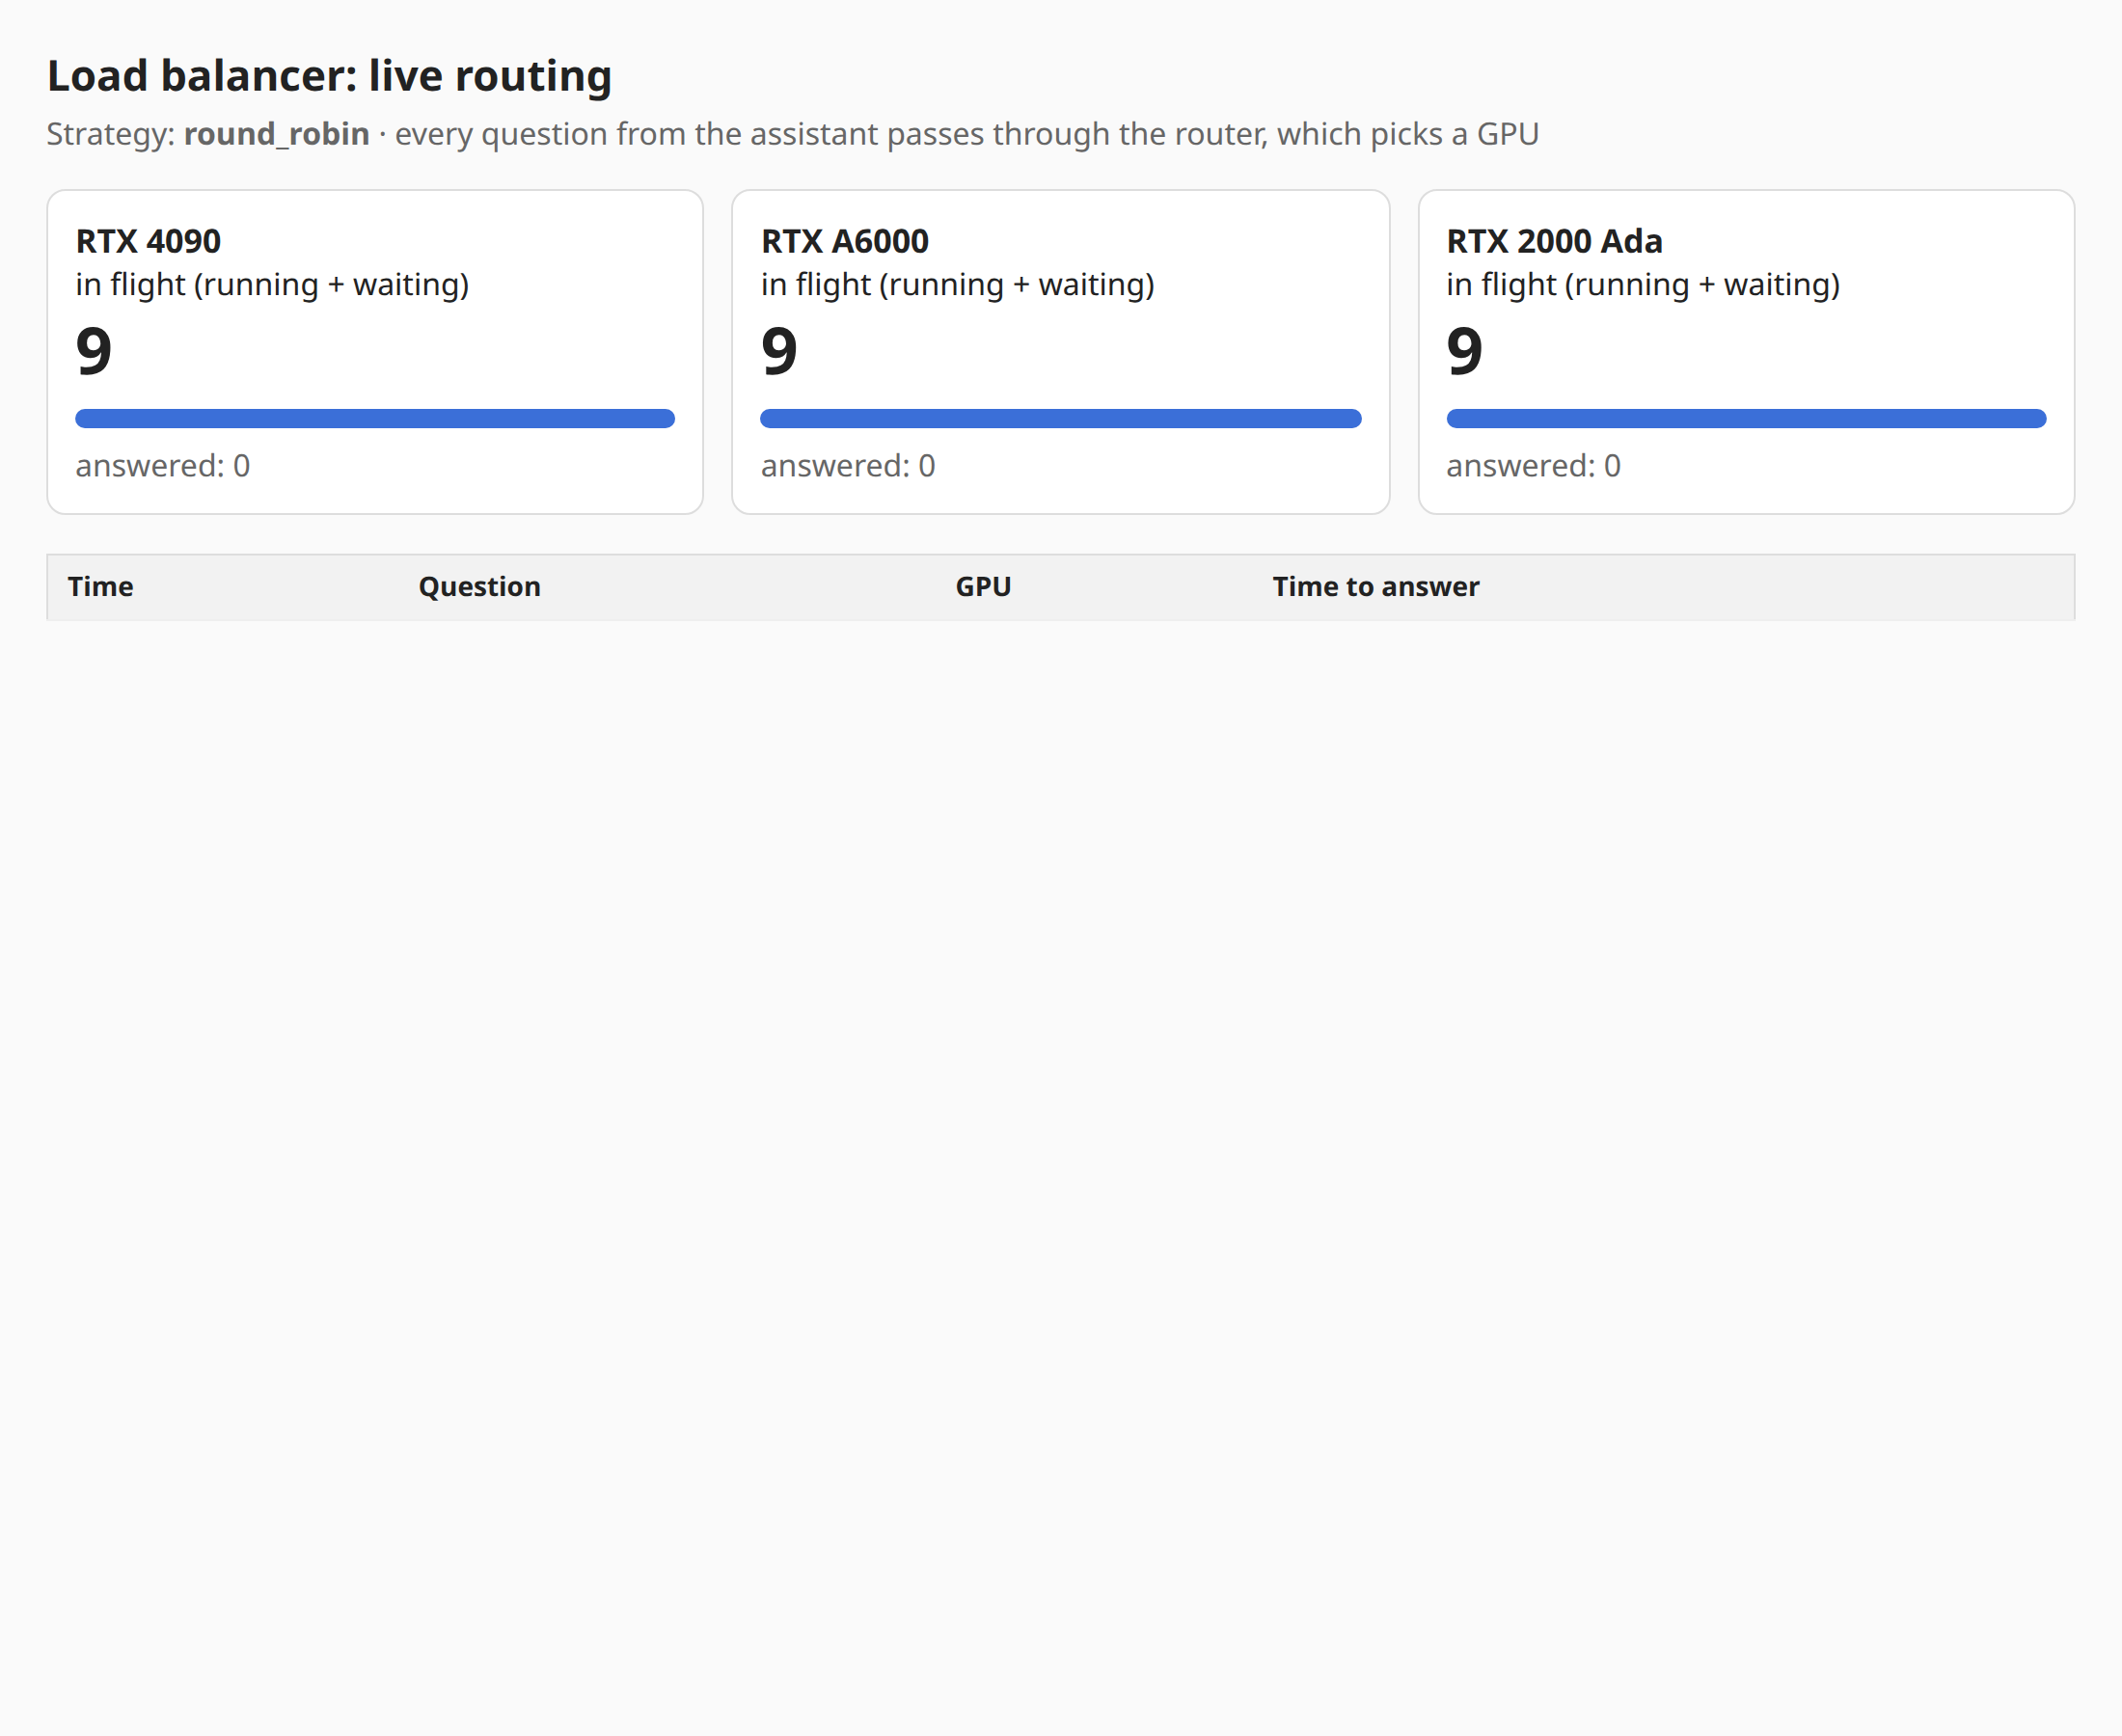 Load balancer: live routing
Strategy: round_robin · every question from the assistant passes through the router, which picks a GPU
RTX 4090
in flight (running + waiting)
9
answered: 0
RTX A6000
in flight (running + waiting)
9
answered: 0
RTX 2000 Ada
in flight (running + waiting)
9
answered: 0
Time Question GPU Time to answer